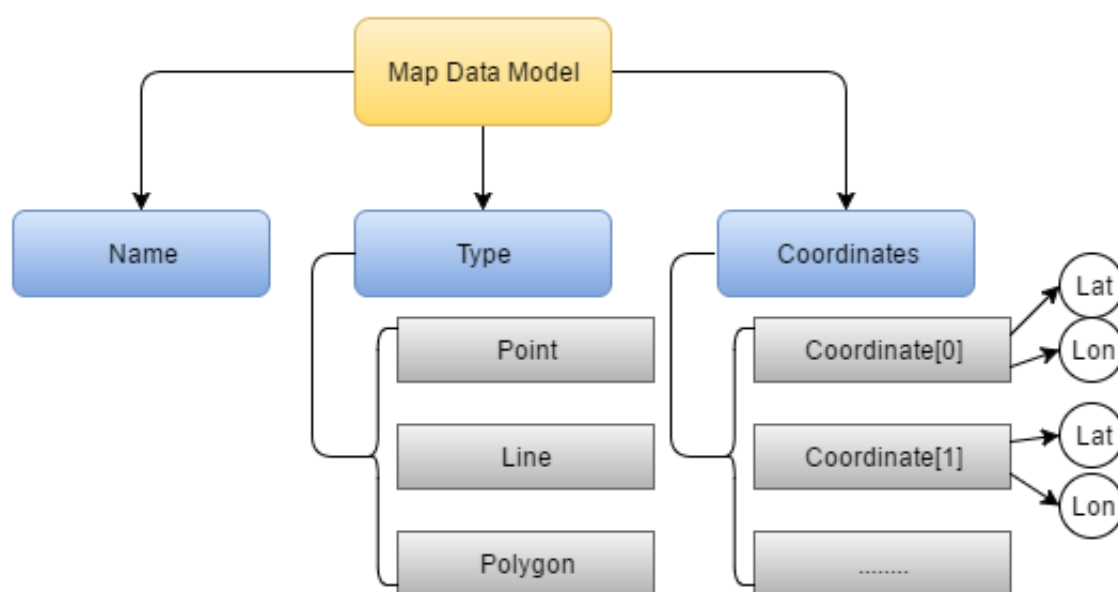 Map Data Model
Name
Type
Coordinates
Point
Line
Polygon
Coordinate[0]
Lat
Lon
Coordinate[1]
Lat
Lon
........